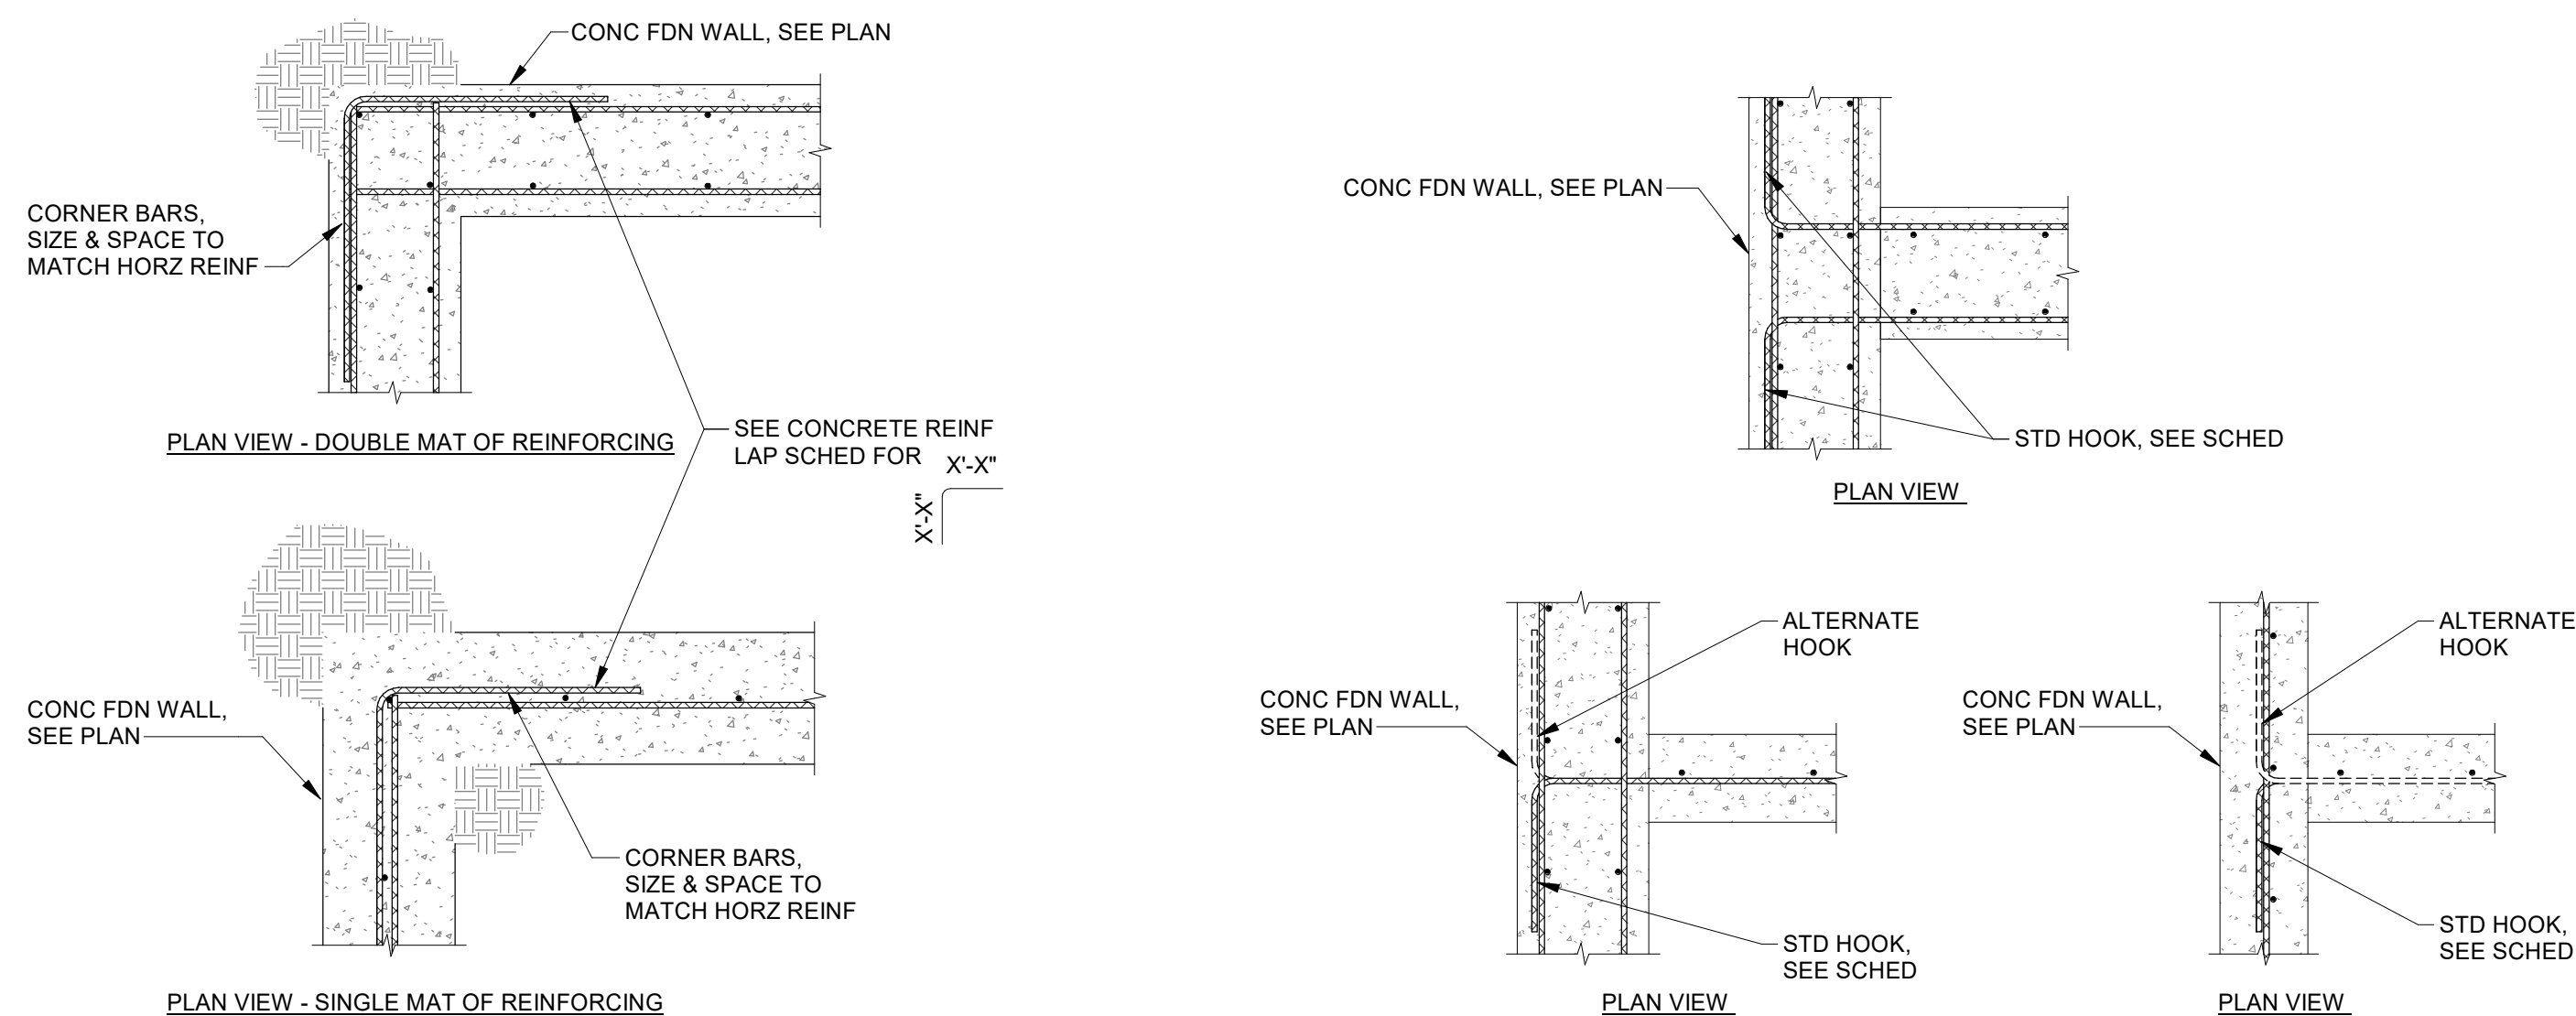 CONC FDN WALL, SEE PLAN
CORNER BARS,
SIZE & SPACE TO
MATCH HORZ REINF
PLAN VIEW - DOUBLE MAT OF REINFORCING
SEE CONCRETE REINF
LAP SCHED FOR
X'-X"
X'-X"
CONC FDN WALL,
SEE PLAN
CORNER BARS,
SIZE & SPACE TO
MATCH HORZ REINF
PLAN VIEW - SINGLE MAT OF REINFORCING
CONC FDN WALL, SEE PLAN
STD HOOK, SEE SCHED
PLAN VIEW
ALTERNATE
HOOK
CONC FDN WALL,
SEE PLAN
STD HOOK,
SEE SCHED
PLAN VIEW
ALTERNATE
HOOK
CONC FDN WALL,
SEE PLAN
STD HOOK,
SEE SCHED
PLAN VIEW